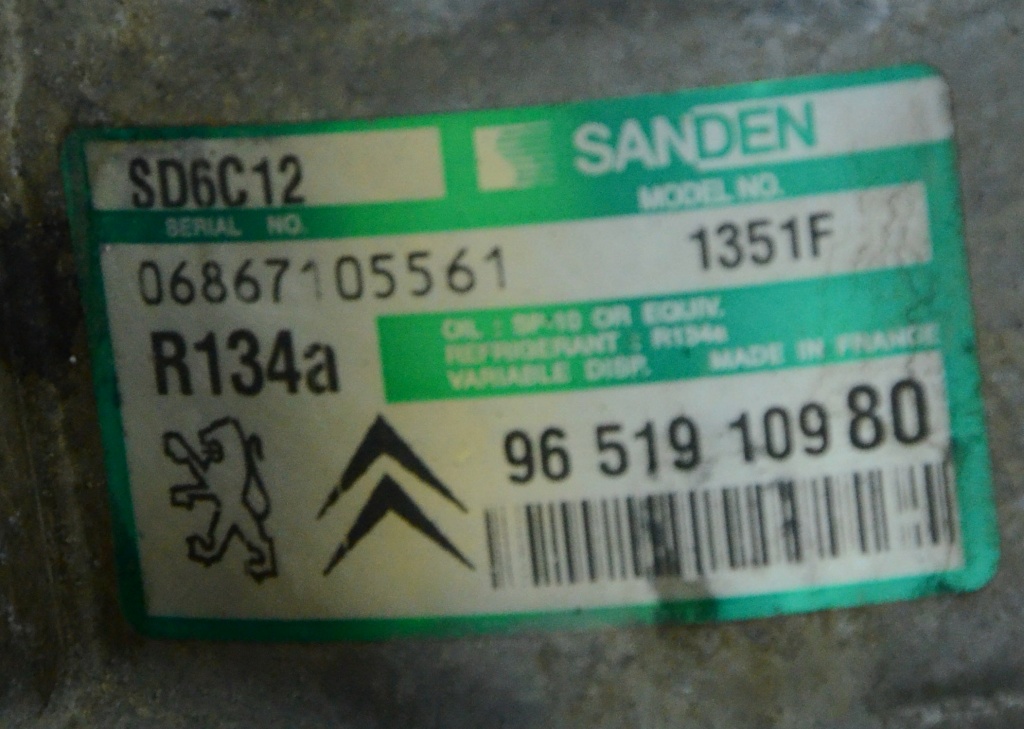 SD6C12 SANDEN
SERIAL NO. MODEL NO.
06867105561 1351F
R134a
OIL : SP-10 OR EQUIV.
REFRIGERANT : R134a
VARIABLE DISP. MADE IN FRANCE
96 519 109 80